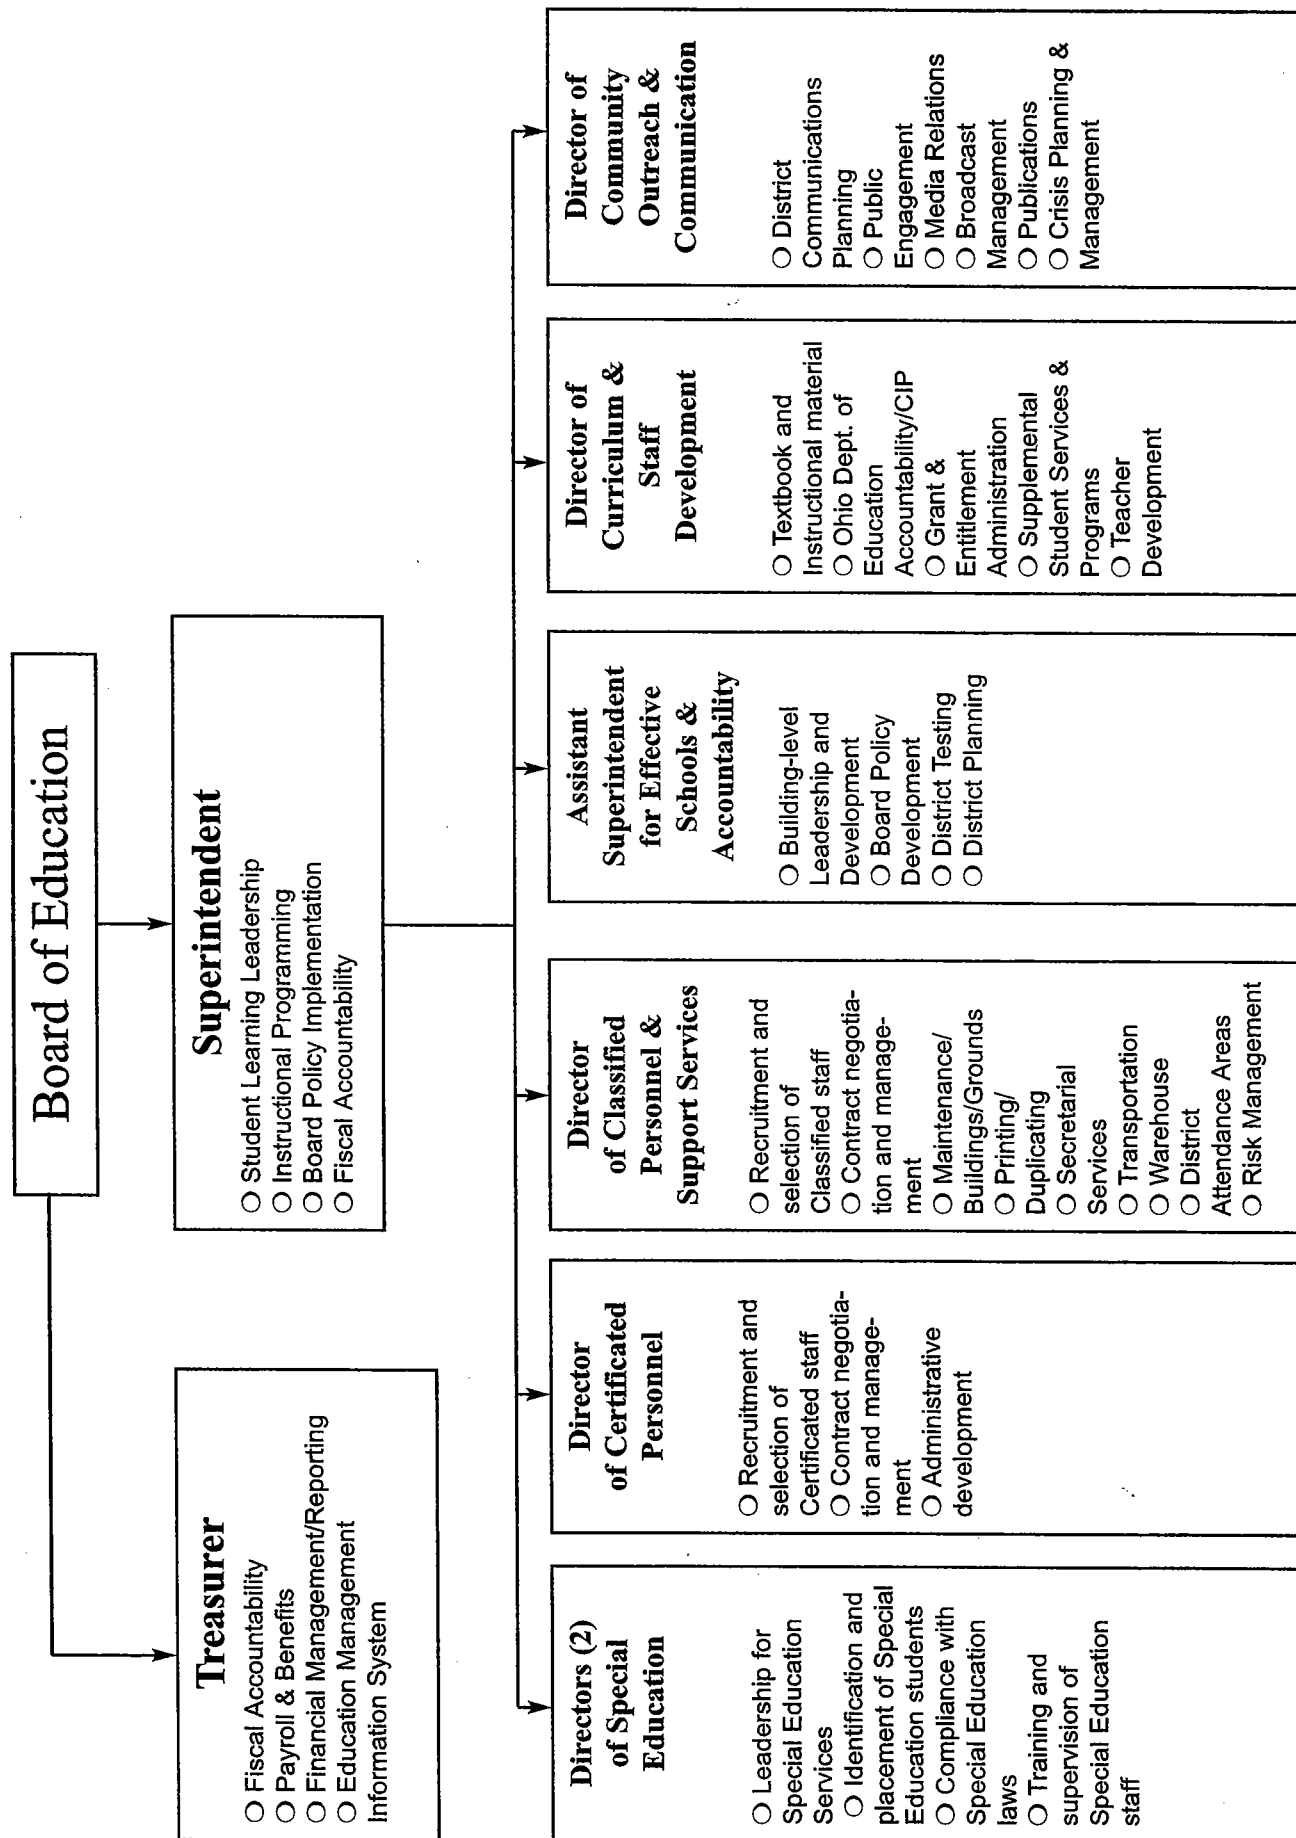 Board of Education
Treasurer
○ Fiscal Accountability
○ Payroll & Benefits
○ Financial Management/Reporting
○ Education Management
Information System
Superintendent
○ Student Learning Leadership
○ Instructional Programming
○ Board Policy Implementation
○ Fiscal Accountability
Directors (2)
of Special
Education
○ Leadership for
Special Education
Services
○ Identification and
placement of Special
Education students
○ Compliance with
Special Education
laws
○ Training and
supervision of
Special Education
staff
Director
of Certificated
Personnel
○ Recruitment and
selection of
Certificated staff
○ Contract negotia-
tion and manage-
ment
○ Administrative
development
Director
of Classified
Personnel &
Support Services
○ Recruitment and
selection of
Classified staff
○ Contract negotia-
tion and manage-
ment
○ Maintenance/
Buildings/Grounds
○ Printing/
Duplicating
○ Secretarial
Services
○ Transportation
○ Warehouse
○ District
Attendance Areas
○ Risk Management
Assistant
Superintendent
for Effective
Schools &
Accountability
○ Building-level
Leadership and
Development
○ Board Policy
Development
○ District Testing
○ District Planning
Director of
Curriculum &
Staff
Development
○ Textbook and
Instructional material
○ Ohio Dept. of
Education
Accountability/CIP
○ Grant &
Entitlement
Administration
○ Supplemental
Student Services &
Programs
○ Teacher
Development
Director of
Community
Outreach &
Communication
○ District
Communications
Planning
○ Public
Engagement
○ Media Relations
○ Broadcast
Management
○ Publications
○ Crisis Planning &
Management